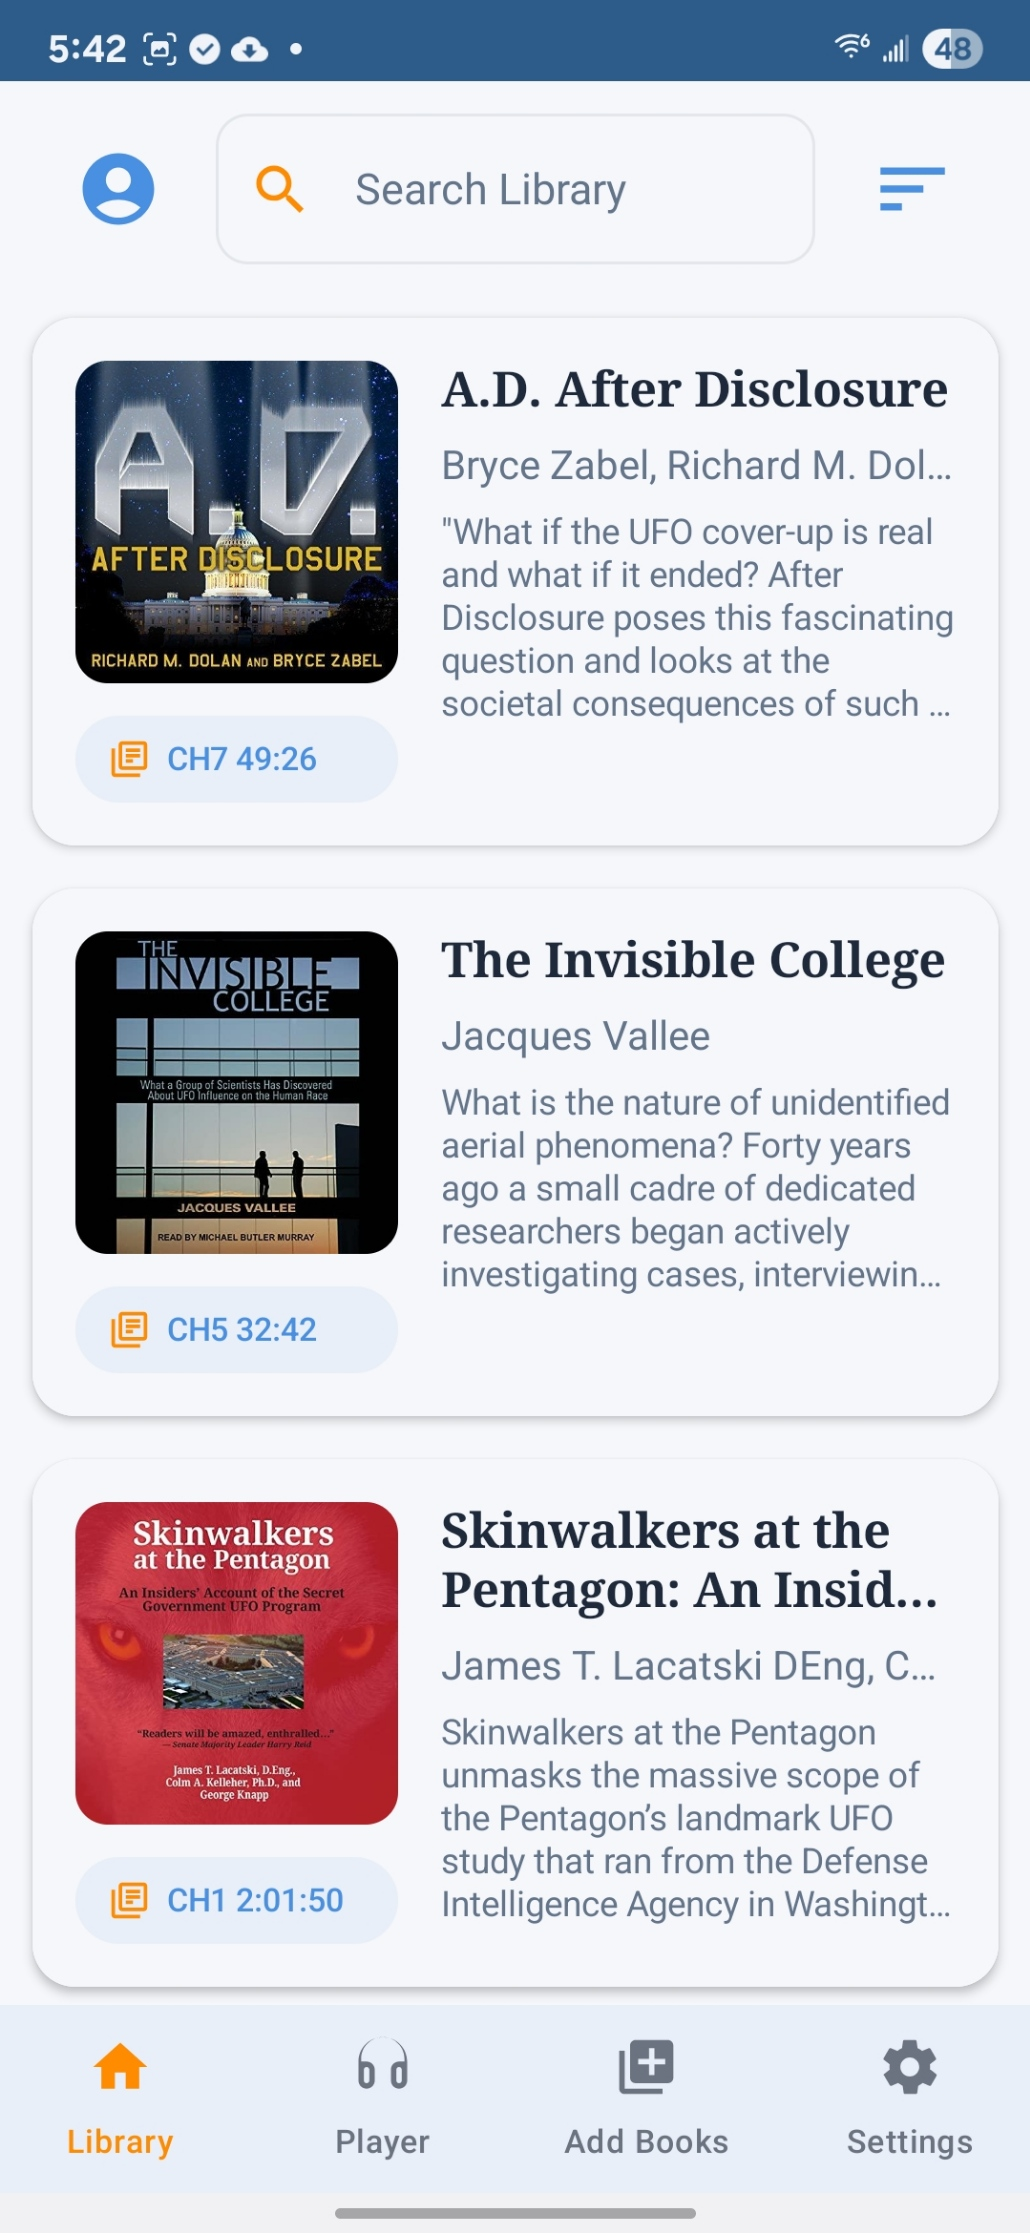 5:42
6
48
Search Library
A.D.
AFTER DISCLOSURE
RICHARD M. DOLAN AND BRYCE ZABEL
A.D. After Disclosure
Bryce Zabel, Richard M. Dol...
"What if the UFO cover-up is real
and what if it ended? After
Disclosure poses this fascinating
question and looks at the
societal consequences of such ...
CH7 49:26
THE
INVISIBLE
COLLEGE
What a Group of Scientists Has Discovered
About UFO Influence on the Human Race
JACQUES VALLEE
READ BY MICHAEL BUTLER MURRAY
The Invisible College
Jacques Vallee
What is the nature of unidentified
aerial phenomena? Forty years
ago a small cadre of dedicated
researchers began actively
investigating cases, interviewin...
CH5 32:42
Skinwalkers
at the Pentagon
An Insiders' Account of the Secret
Government UFO Program
"Readers will be amazed, enthralled..."
— Senate Majority Leader Harry Reid
James T. Lacatski, D.Eng.,
Colm A. Kelleher, Ph.D., and
George Knapp
Skinwalkers at the
Pentagon: An Insid...
James T. Lacatski DEng, C...
Skinwalkers at the Pentagon
unmasks the massive scope of
the Pentagon’s landmark UFO
study that ran from the Defense
Intelligence Agency in Washingt...
CH1 2:01:50
Library
Player
Add Books
Settings